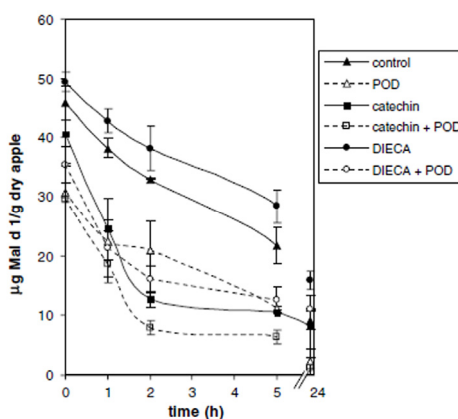 60
50
40
30
20
10
0
µg Mal d 1/g dry apple
0 1 2 3 4 5 24
time (h)
control
POD
catechin
catechin + POD
DIECA
DIECA + POD